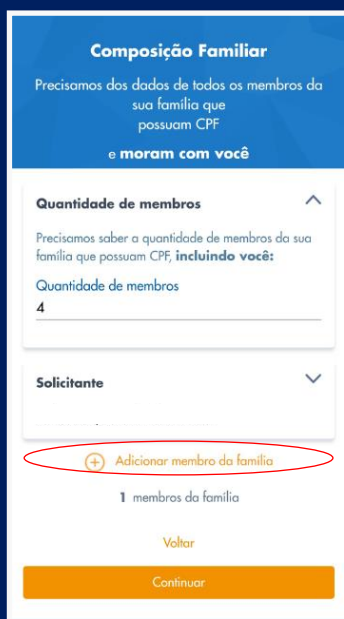 Composição Familiar
Precisamos dos dados de todos os membros da
sua família que
possuam CPF
e moram com você
Quantidade de membros
Precisamos saber a quantidade de membros da sua
família que possuam CPF, incluindo você:
Quantidade de membros
4
Solicitante
Adicionar membro da família
1 membros da família
Voltar
Continuar